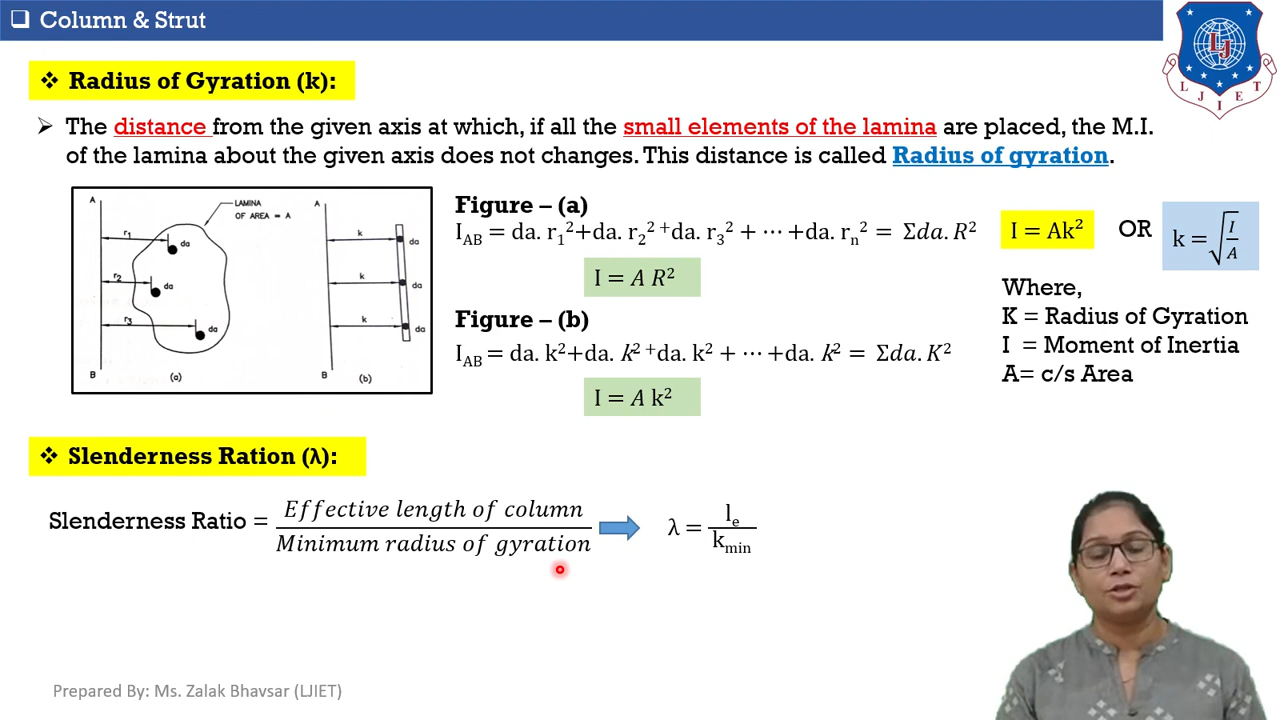 ❑ Column & Strut
❖ Radius of Gyration (k):
➢ The distance from the given axis at which, if all the small elements of the lamina are placed, the M.I.
of the lamina about the given axis does not changes. This distance is called Radius of gyration.
A
LAMINA
OF AREA = A
r₁
da
r₂
da
r₃
da
B
(a)
A
k
da
k
da
k
da
B
(b)
Figure – (a)
I_AB = da. r₁²+da. r₂² ⁺da. r₃² + ⋯ +da. rₙ² = Σda. R²
I = A R²
Figure – (b)
I_AB = da. k²+da. k² ⁺da. k² + ⋯ +da. k² = Σda. K²
I = A k²
I = Ak² OR k = √(I/A)
Where,
K = Radius of Gyration
I = Moment of Inertia
A= c/s Area
❖ Slenderness Ration (λ):
Slenderness Ratio = Effective length of column / Minimum radius of gyration
λ = l_e / k_min
Prepared By: Ms. Zalak Bhavsar (LJIET)
LJ
L J I E T